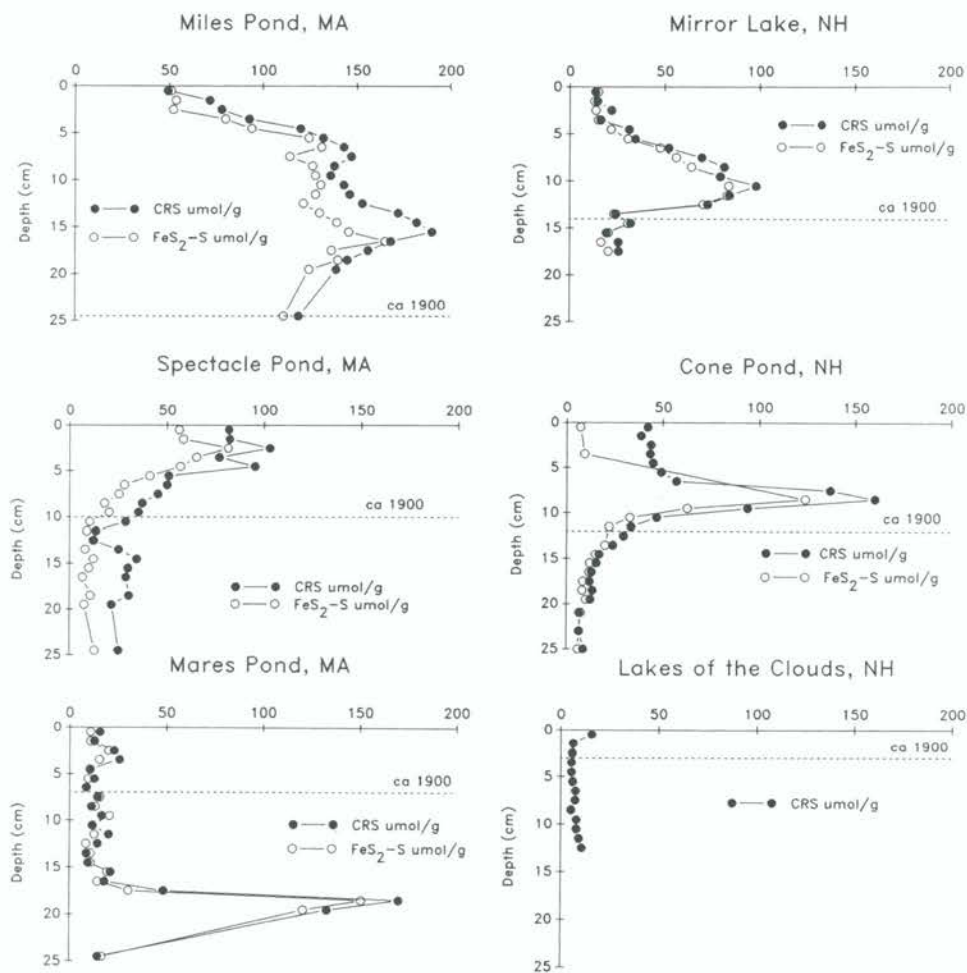 Miles Pond, MA
0 50 100 150 200
0
5
10
15
20
25
Depth (cm)
CRS umol/g
FeS2-S umol/g
ca 1900
Mirror Lake, NH
0 50 100 150 200
0
5
10
15
20
25
Depth (cm)
CRS umol/g
FeS2-S umol/g
ca 1900
Spectacle Pond, MA
0 50 100 150 200
0
5
10
15
20
25
Depth (cm)
ca 1900
CRS umol/g
FeS2-S umol/g
Cone Pond, NH
0 50 100 150 200
0
5
10
15
20
25
Depth (cm)
ca 1900
CRS umol/g
FeS2-S umol/g
Mares Pond, MA
0 50 100 150 200
0
5
10
15
20
25
Depth (cm)
ca 1900
CRS umol/g
FeS2-S umol/g
Lakes of the Clouds, NH
0 50 100 150 200
0
5
10
15
20
25
Depth (cm)
ca 1900
CRS umol/g